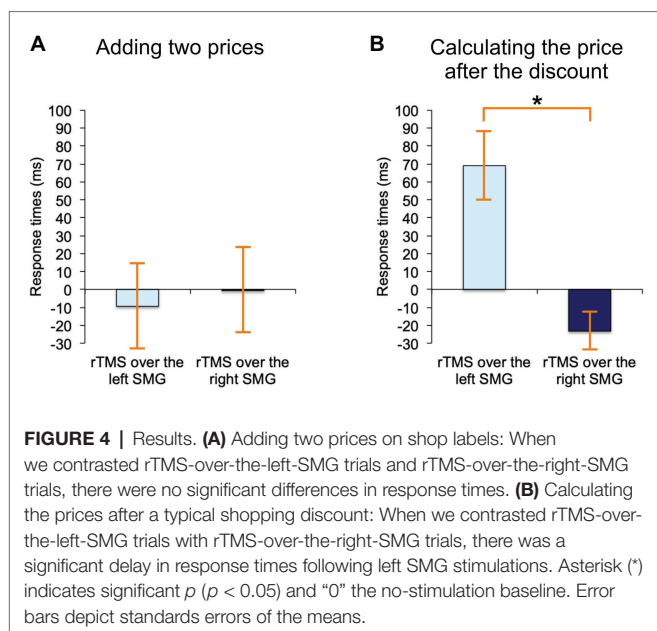 A Adding two prices
B Calculating the price
after the discount
Response times (ms)
100
90
80
70
60
50
40
30
20
10
0
-10
-20
-30
rTMS over the
left SMG
rTMS over the
right SMG
Response times (ms)
100
90
80
70
60
50
40
30
20
10
0
-10
-20
-30
*
rTMS over the
left SMG
rTMS over the
right SMG
FIGURE 4 | Results. (A) Adding two prices on shop labels: When
we contrasted rTMS-over-the-left-SMG trials and rTMS-over-the-right-SMG
trials, there were no significant differences in response times. (B) Calculating
the prices after a typical shopping discount: When we contrasted rTMS-over-
the-left-SMG trials with rTMS-over-the-right-SMG trials, there was a
significant delay in response times following left SMG stimulations. Asterisk (*)
indicates significant p (p < 0.05) and “0” the no-stimulation baseline. Error
bars depict standards errors of the means.